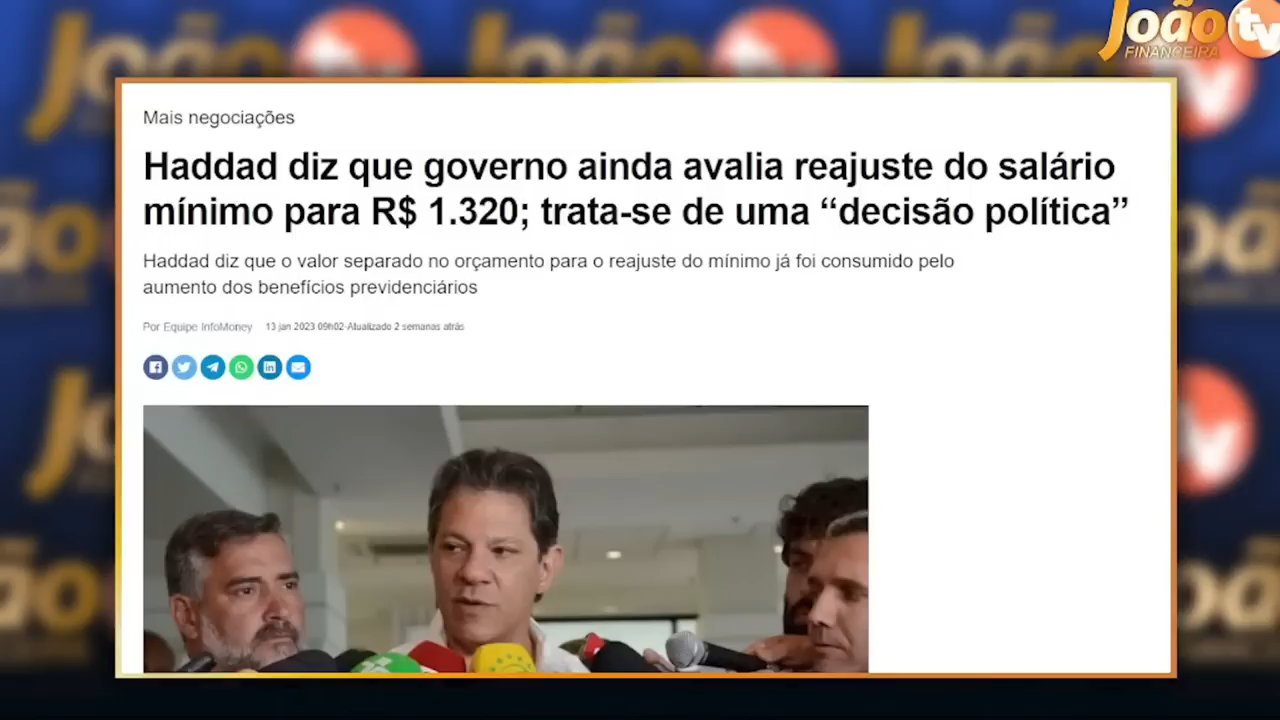 João
tv
FINANCEIRA
Mais negociações
Haddad diz que governo ainda avalia reajuste do salário
mínimo para R$ 1.320; trata-se de uma “decisão política”
Haddad diz que o valor separado no orçamento para o reajuste do mínimo já foi consumido pelo
aumento dos benefícios previdenciários
Por Equipe InfoMoney 13 jan 2023 09h02-Atualizado 2 semanas atrás